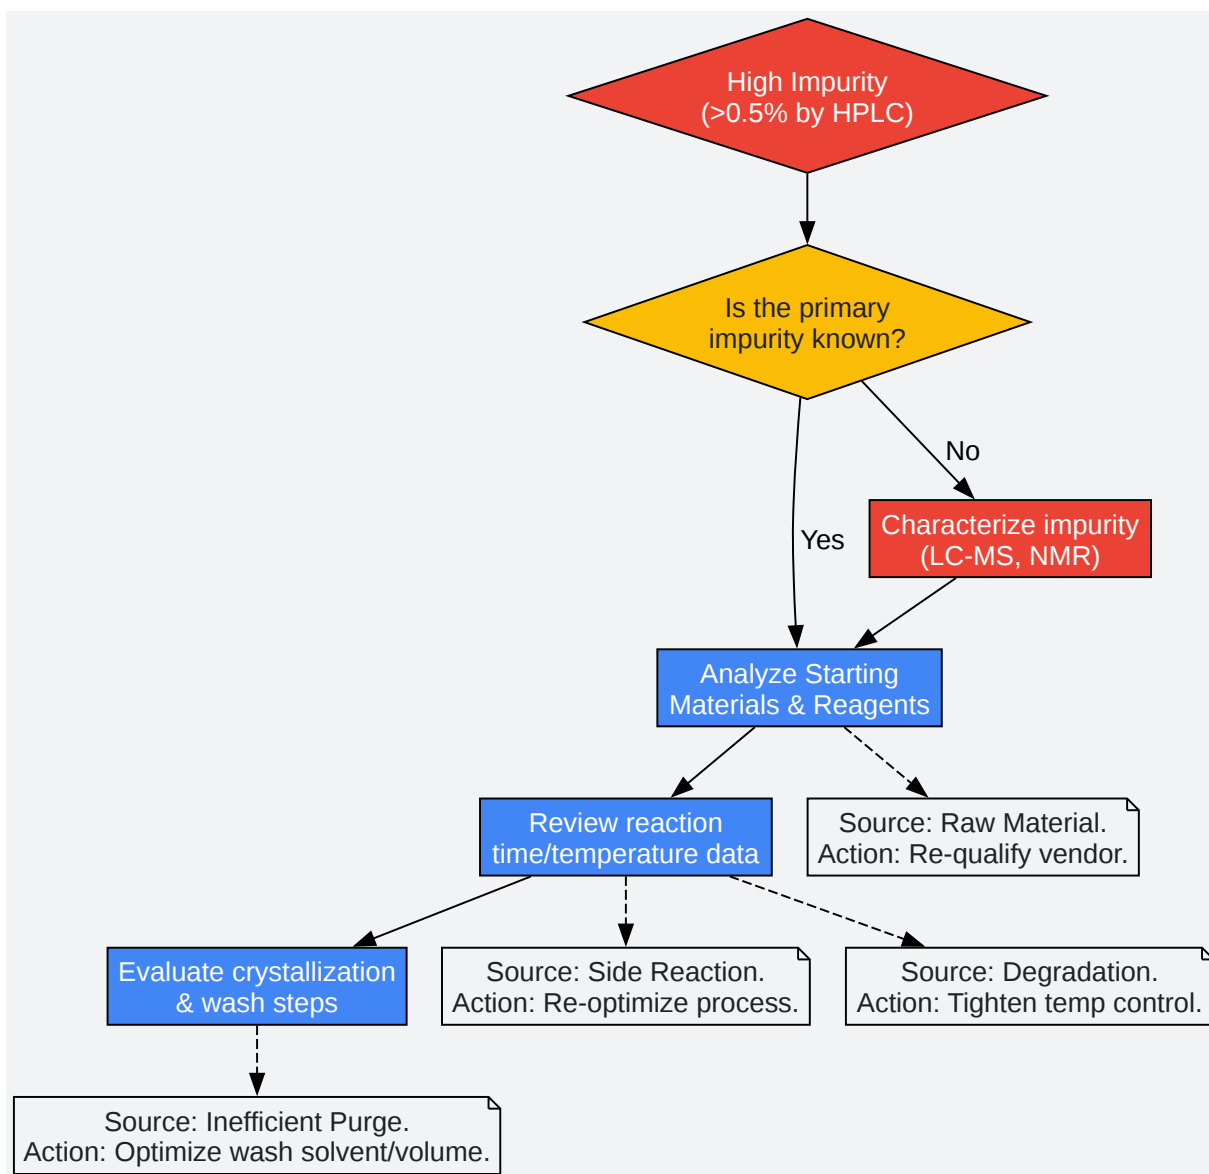 High Impurity
(>0.5% by HPLC)
Is the primary
impurity known?
No
Yes
Characterize impurity
(LC-MS, NMR)
Analyze Starting
Materials & Reagents
Review reaction
time/temperature data
Source: Raw Material.
Action: Re-qualify vendor.
Evaluate crystallization
& wash steps
Source: Side Reaction.
Action: Re-optimize process.
Source: Degradation.
Action: Tighten temp control.
Source: Inefficient Purge.
Action: Optimize wash solvent/volume.